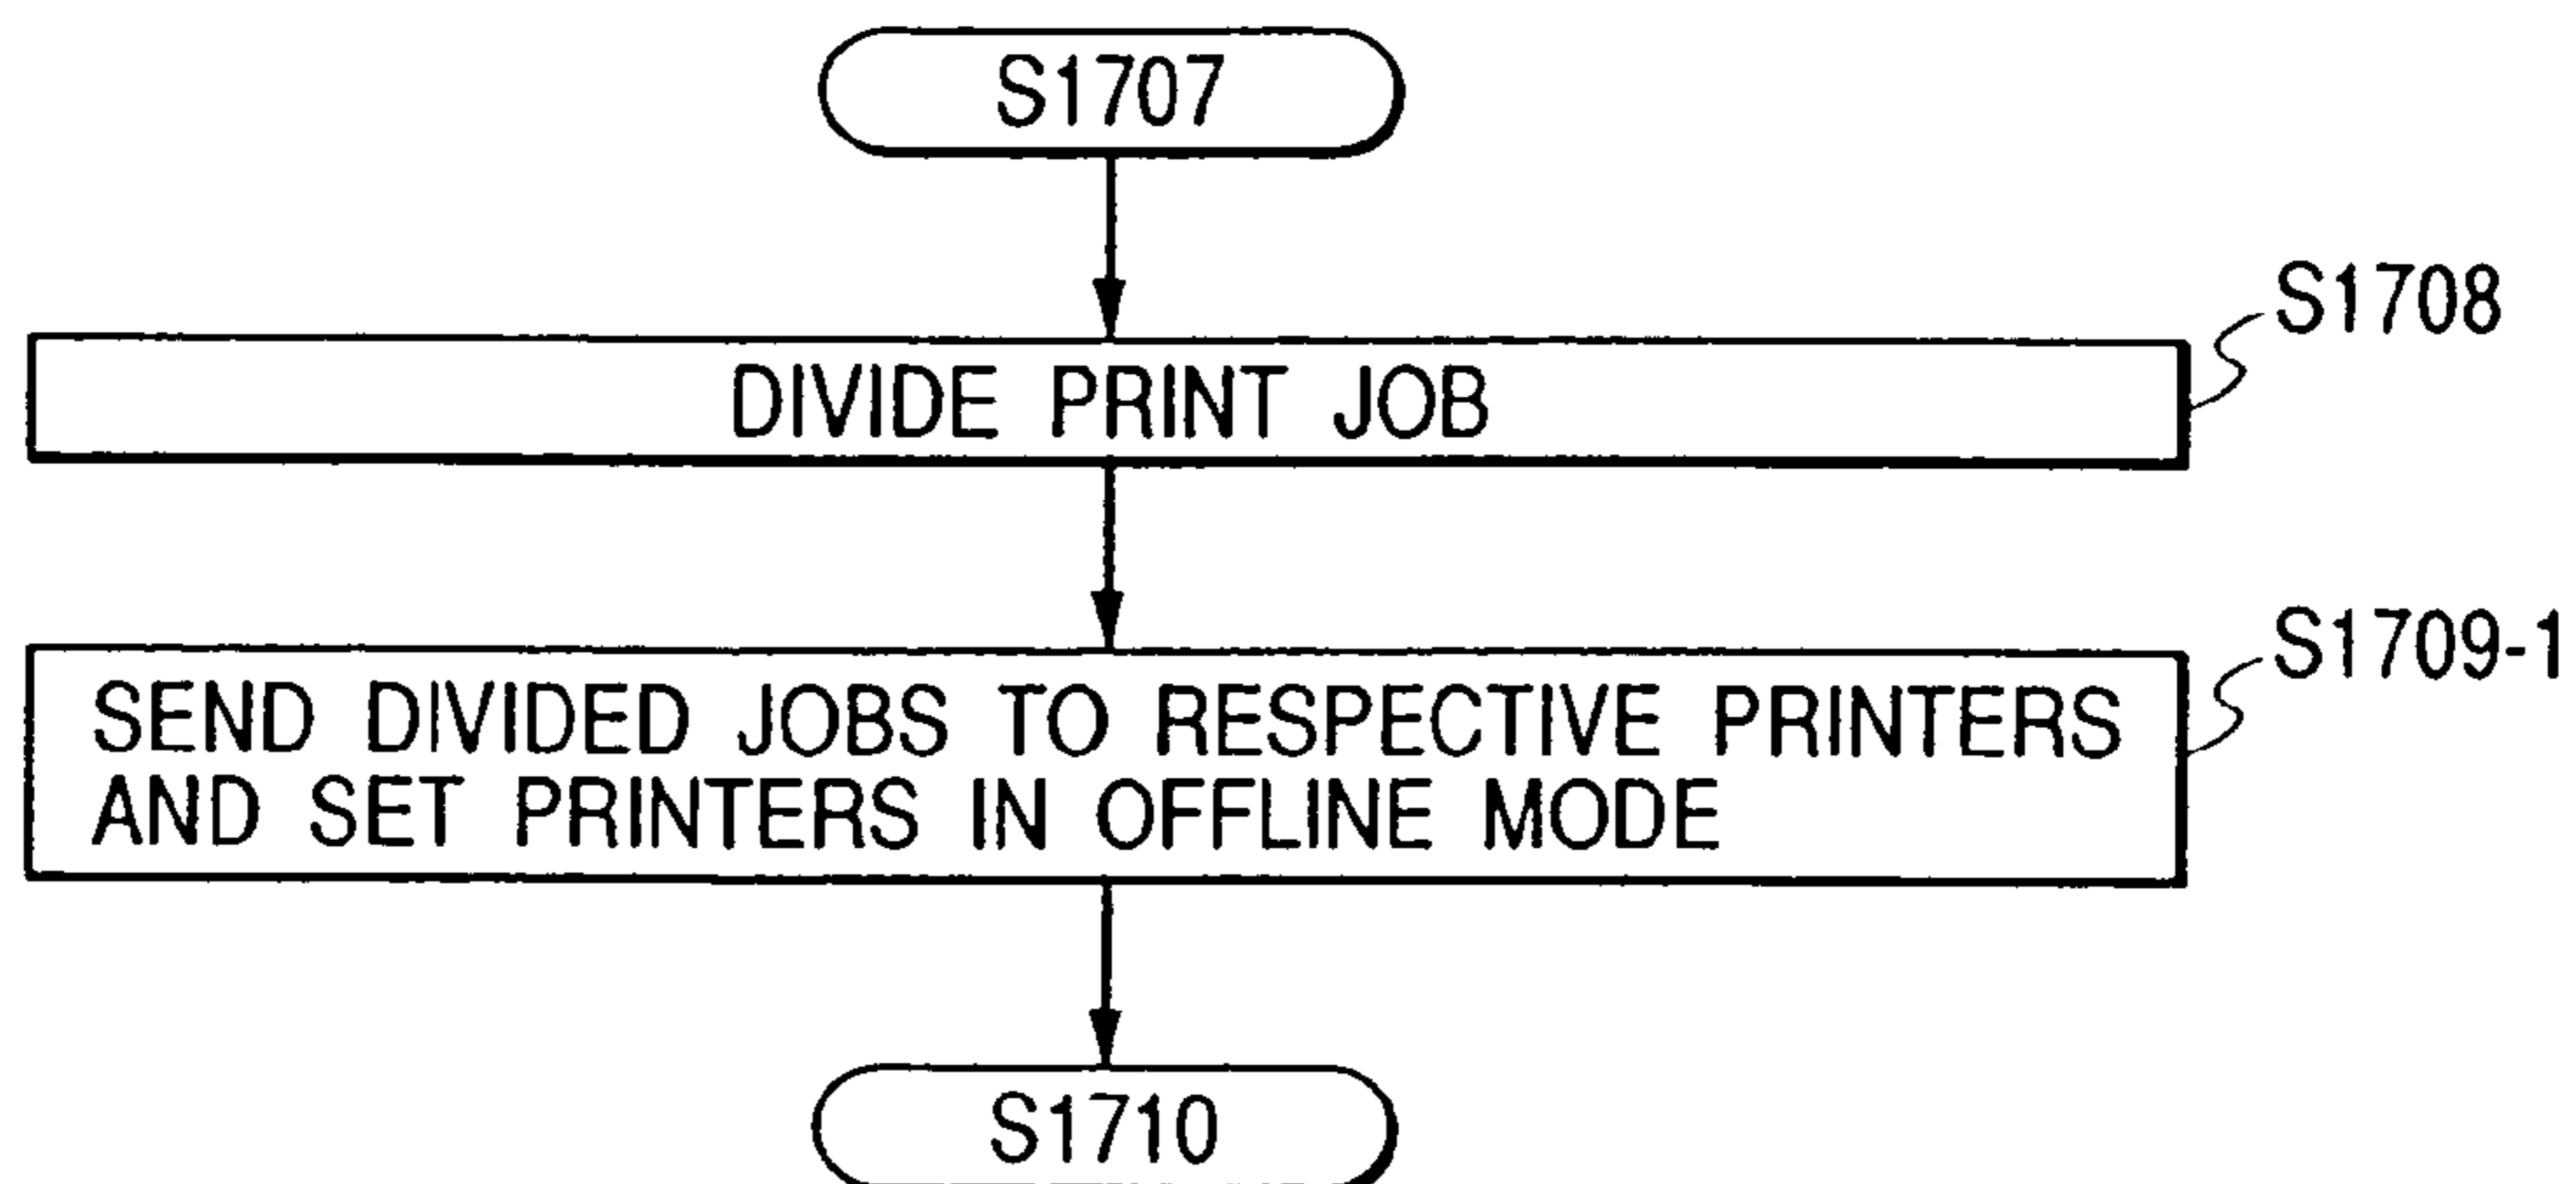 S1707
S1708
DIVIDE PRINT JOB
S1709-1
SEND DIVIDED JOBS TO RESPECTIVE PRINTERS
AND SET PRINTERS IN OFFLINE MODE
S1710